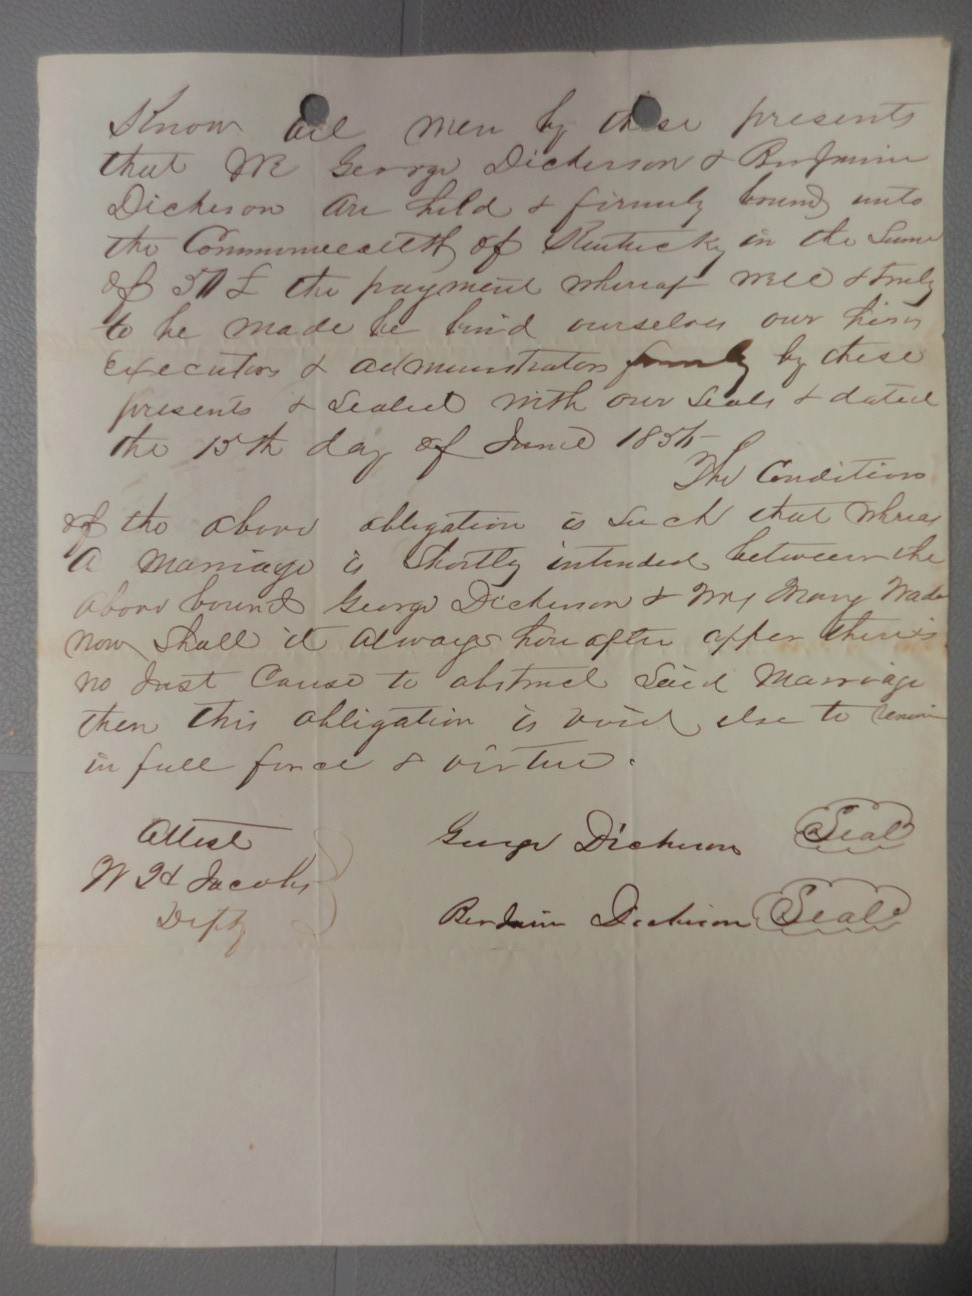 Know all men by these presents
that We George Dickerson & Benjamin
Dickerson are held & firmly bound unto
the Commonwealth of Kentucky in the Sum
of 50 £ the payment whereof well & truly
to be made be bind ourselves our heirs
executors & administrators firmly by these
presents & Sealed with our Seals & dated
the 15th day of June 1855
The Condition
of the above obligation is Such that whereas
A Marriage is Shortly intended between the
above bound George Dickerson & Mrs Mary Wade
now Shall it always hereafter apper there is
no Just Cause to obstruct Said Marriage
then this obligation is void else to remain
in full force & virtue.
Attest
George Dickerson Seal
W H Jacobs
Depty
Benjamin Dickerson Seal